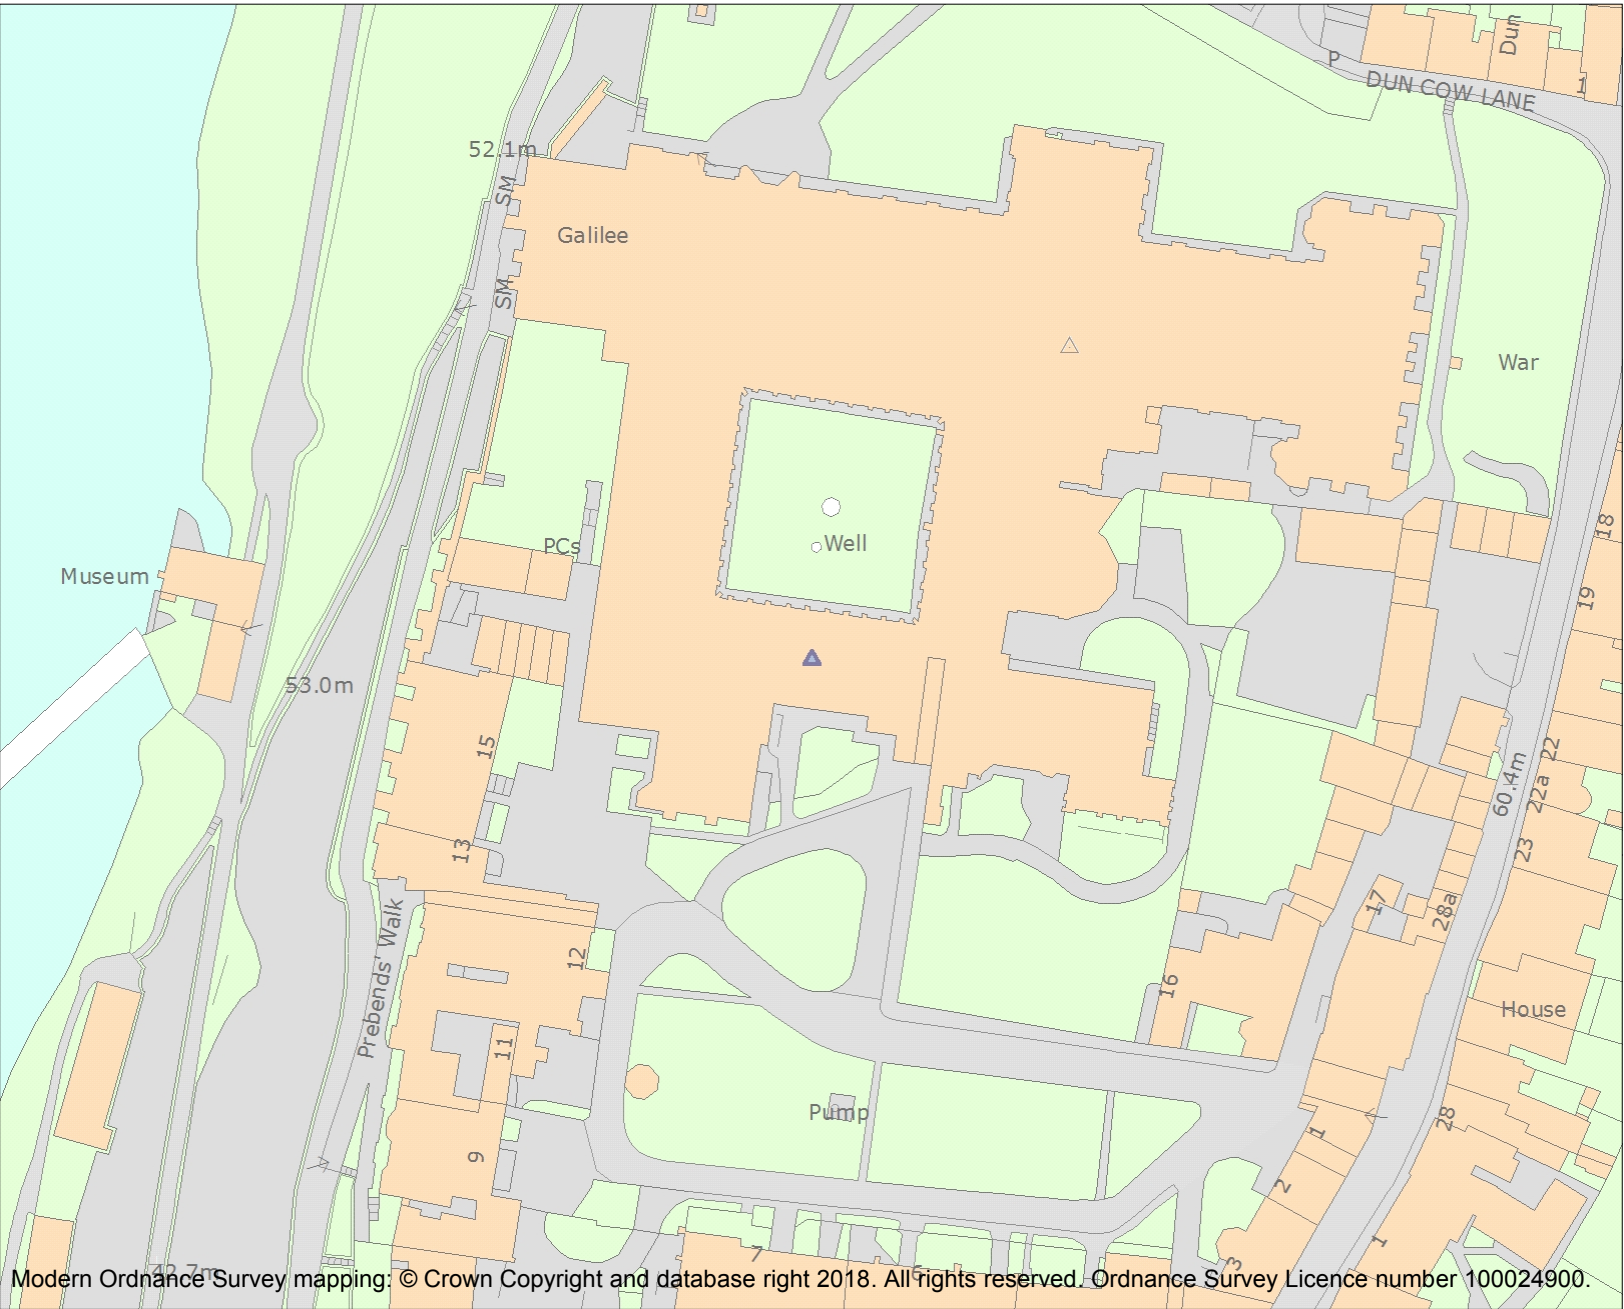 Dun
P
DUN COW LANE
1
52.1m
SM
Galilee
SM
War
Well
PCs
Museum
18
19
53.0m
15
22
60.4m
22a
13
23
17
28a
Prebends' Walk
12
16
House
11
Pump
28
1
9
2
7
6
3
1
42.7m
Modern Ordnance Survey mapping: © Crown Copyright and database right 2018. All rights reserved. Ordnance Survey Licence number 100024900.